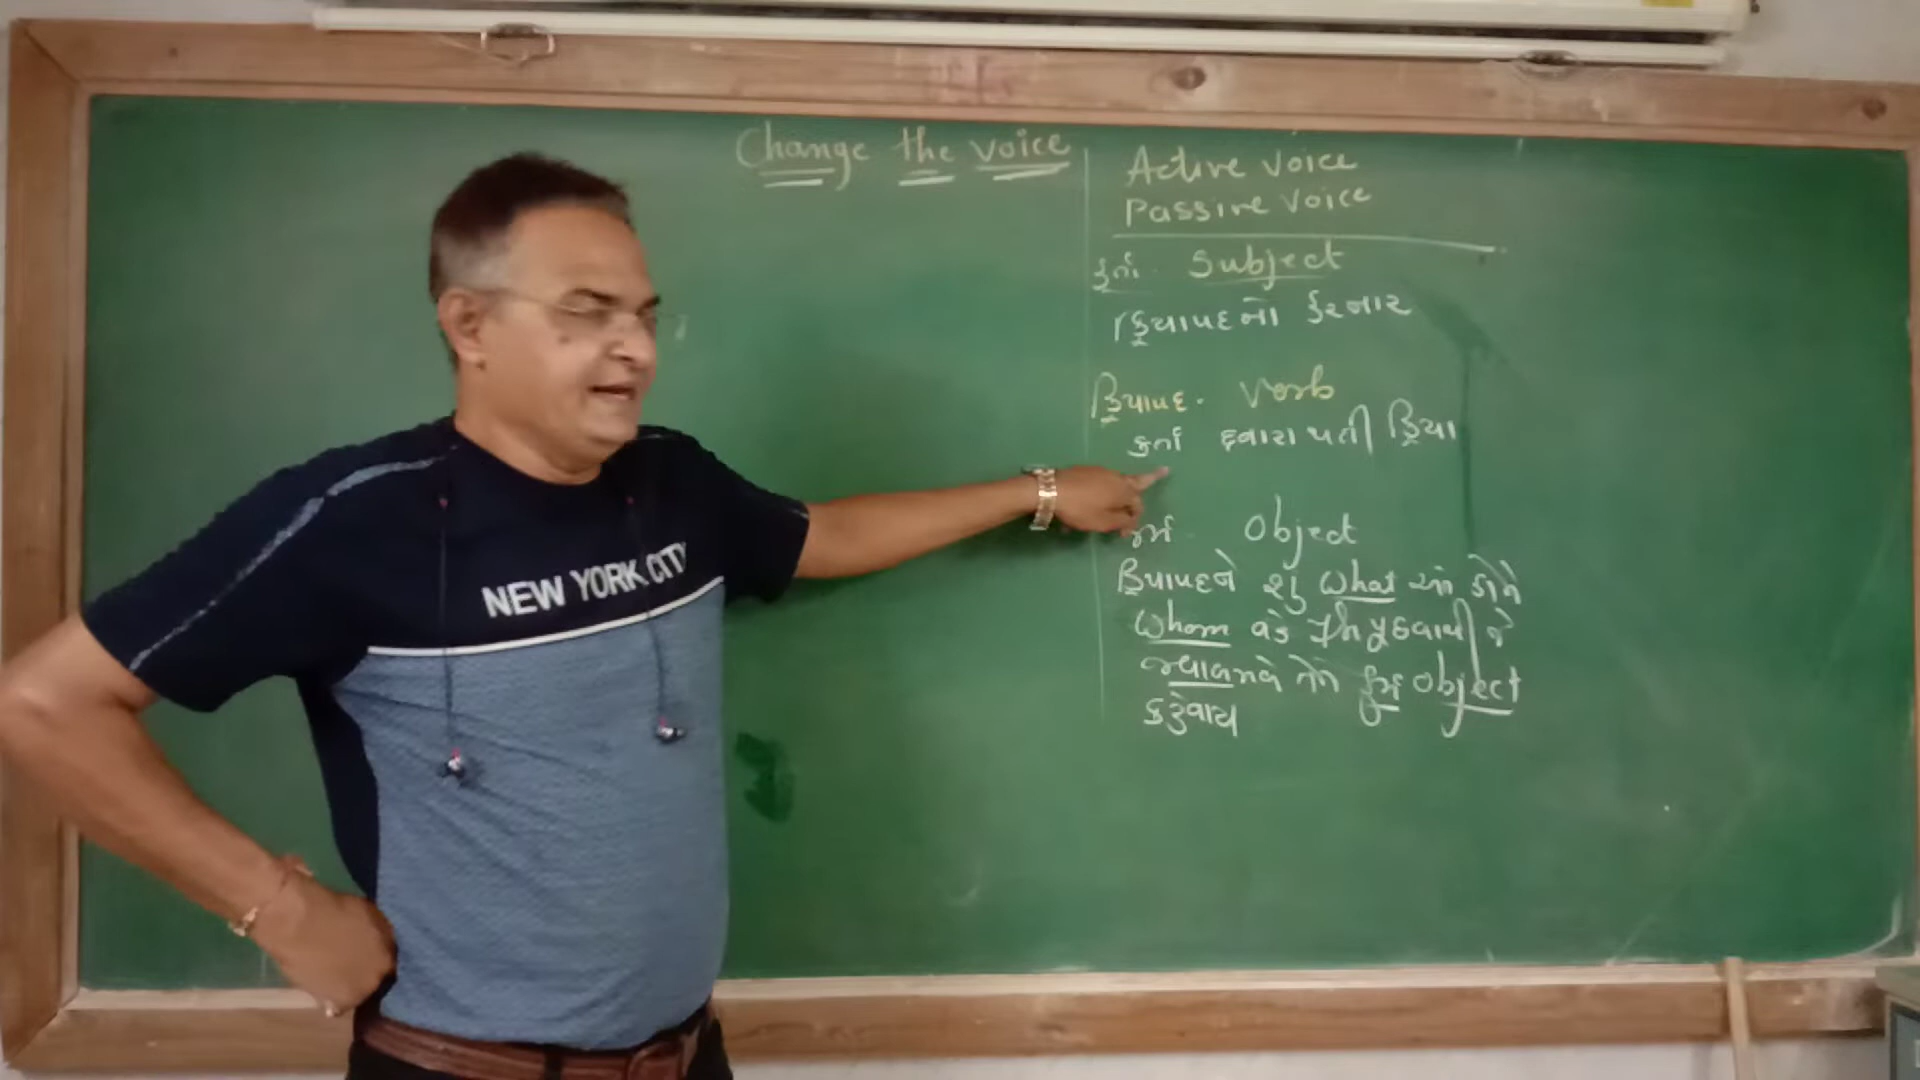 Change the voice
Active voice
Passive voice
કર્તા. Subject
ક્રિયાપદનો કરનાર
ક્રિયાપદ. Verb
કર્તા દ્વારા થતી ક્રિયા
Object
ક્રિયાપદને શું What અને કોને
Whom વડે પ્રશ્ન પુછવાથી જે
જવાબ મળે તેને કર્મ object
કહેવાય
NEW YORK CITY